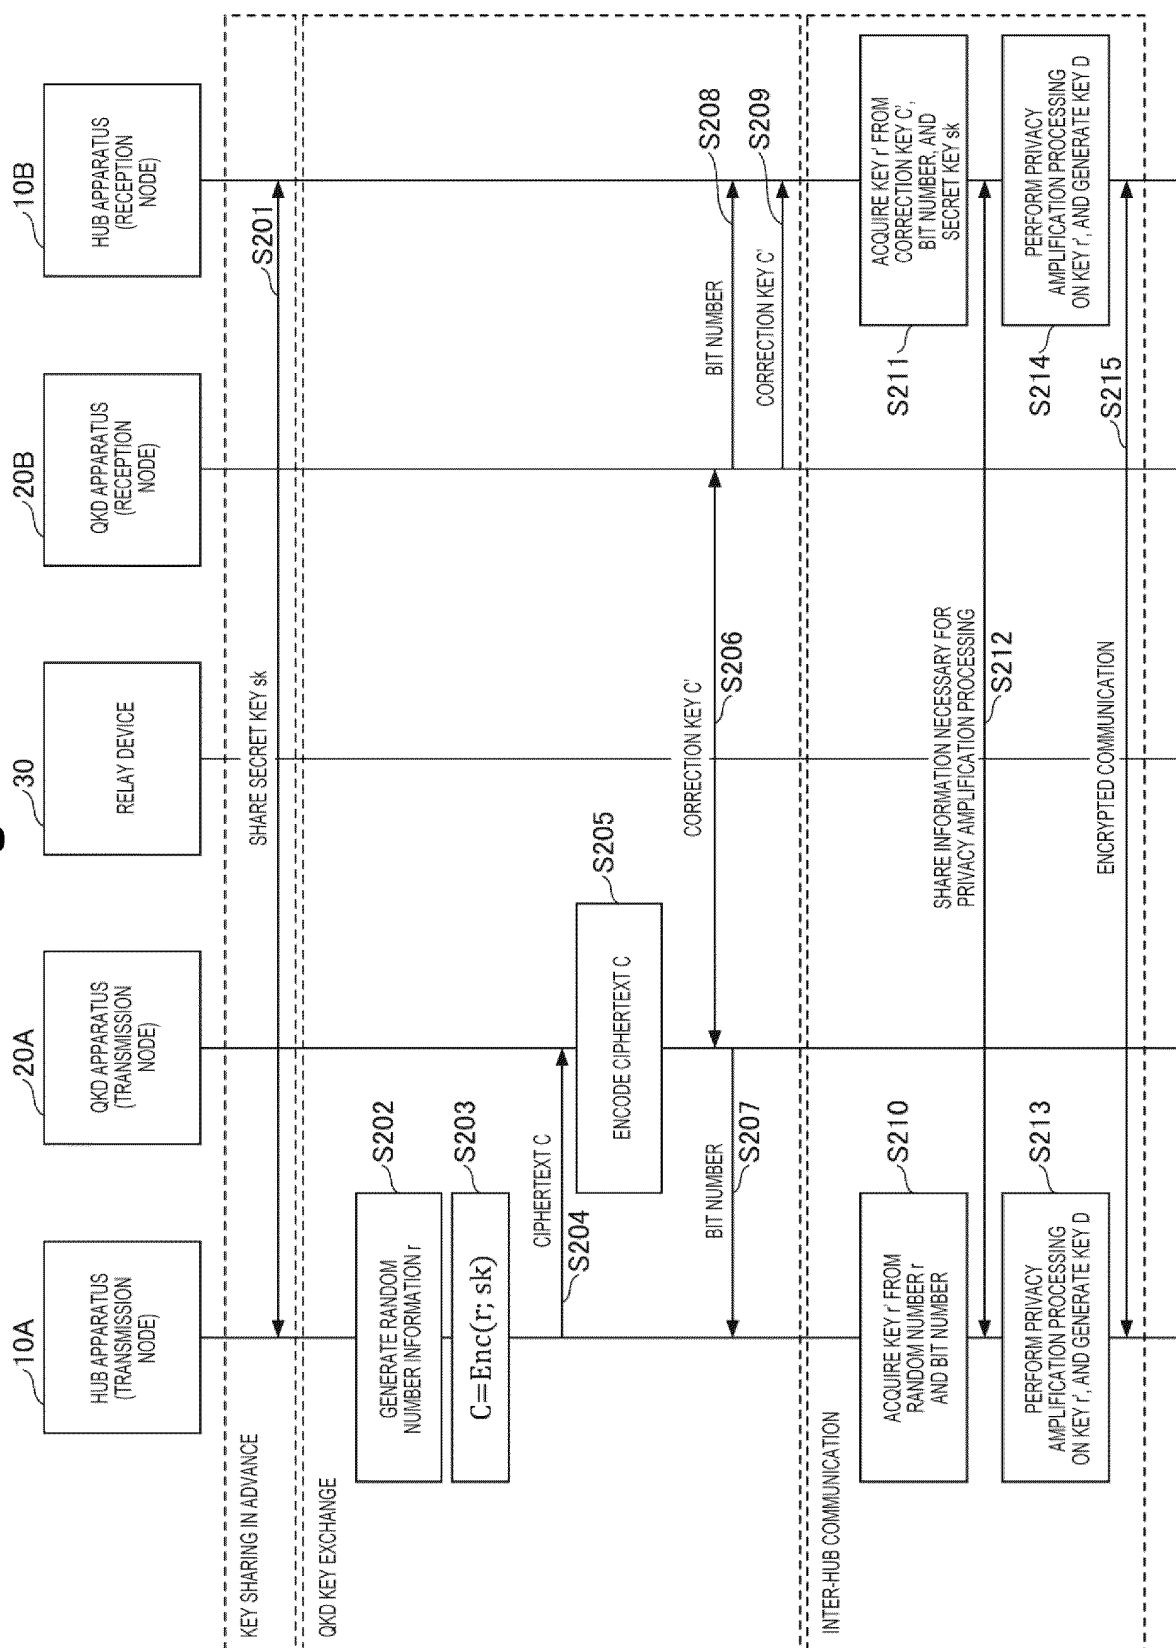 10A
HUB APPARATUS
(TRANSMISSION
NODE)
20A
QKD APPARATUS
(TRANSMISSION
NODE)
30
RELAY DEVICE
20B
QKD APPARATUS
(RECEPTION
NODE)
10B
HUB APPARATUS
(RECEPTION
NODE)
KEY SHARING IN ADVANCE
SHARE SECRET KEY sk
S201
QKD KEY EXCHANGE
GENERATE RANDOM
NUMBER INFORMATION r
S202
C=Enc(r; sk)
S203
CIPHERTEXT C
S204
ENCODE CIPHERTEXT C
S205
CORRECTION KEY C'
S206
BIT NUMBER
S207
BIT NUMBER
S208
CORRECTION KEY C'
S209
INTER-HUB COMMUNICATION
ACQUIRE KEY r' FROM
RANDOM NUMBER r
AND BIT NUMBER
S210
ACQUIRE KEY r' FROM
CORRECTION KEY C',
BIT NUMBER, AND
SECRET KEY sk
S211
SHARE INFORMATION NECESSARY FOR
PRIVACY AMPLIFICATION PROCESSING
S212
PERFORM PRIVACY
AMPLIFICATION PROCESSING
ON KEY r', AND GENERATE KEY D
S213
PERFORM PRIVACY
AMPLIFICATION PROCESSING
ON KEY r', AND GENERATE KEY D
S214
ENCRYPTED COMMUNICATION
S215